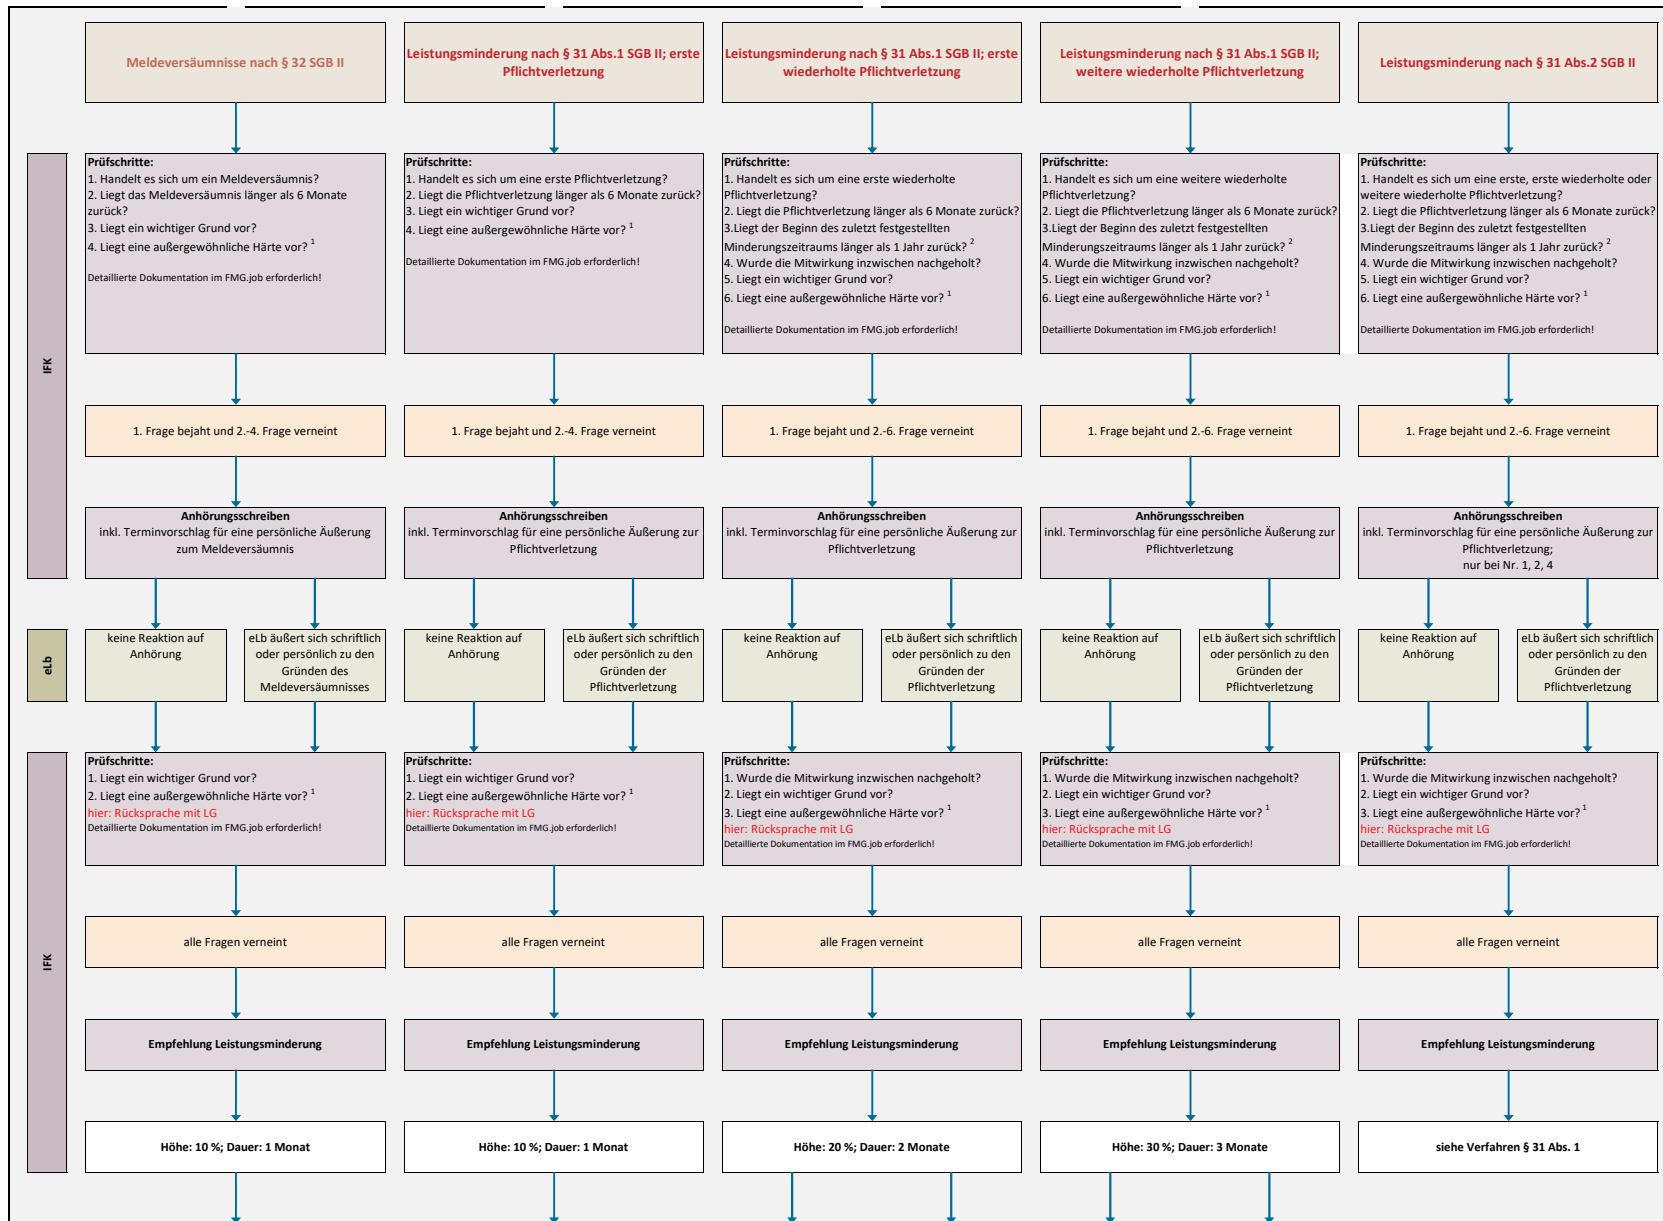 Meldeversäumnisse nach § 32 SGB II
Leistungsminderung nach § 31 Abs.1 SGB II; erste
Pflichtverletzung
Leistungsminderung nach § 31 Abs.1 SGB II; erste
wiederholte Pflichtverletzung
Leistungsminderung nach § 31 Abs.1 SGB II;
weitere wiederholte Pflichtverletzung
Leistungsminderung nach § 31 Abs.2 SGB II
IFK
Prüfschritte:
1. Handelt es sich um ein Meldeversäumnis?
2. Liegt das Meldeversäumnis länger als 6 Monate
zurück?
3. Liegt ein wichtiger Grund vor?
4. Liegt eine außergewöhnliche Härte vor? 1
Detaillierte Dokumentation im FMG.job erforderlich!
Prüfschritte:
1. Handelt es sich um eine erste Pflichtverletzung?
2. Liegt die Pflichtverletzung länger als 6 Monate zurück?
3. Liegt ein wichtiger Grund vor?
4. Liegt eine außergewöhnliche Härte vor? 1
Detaillierte Dokumentation im FMG.job erforderlich!
Prüfschritte:
1. Handelt es sich um eine erste wiederholte
Pflichtverletzung?
2. Liegt die Pflichtverletzung länger als 6 Monate zurück?
3.Liegt der Beginn des zuletzt festgestellten
Minderungszeitraums länger als 1 Jahr zurück? 2
4. Wurde die Mitwirkung inzwischen nachgeholt?
5. Liegt ein wichtiger Grund vor?
6. Liegt eine außergewöhnliche Härte vor? 1
Detaillierte Dokumentation im FMG.job erforderlich!
Prüfschritte:
1. Handelt es sich um eine weitere wiederholte
Pflichtverletzung?
2. Liegt die Pflichtverletzung länger als 6 Monate zurück?
3.Liegt der Beginn des zuletzt festgestellten
Minderungszeitraums länger als 1 Jahr zurück? 2
4. Wurde die Mitwirkung inzwischen nachgeholt?
5. Liegt ein wichtiger Grund vor?
6. Liegt eine außergewöhnliche Härte vor? 1
Detaillierte Dokumentation im FMG.job erforderlich!
Prüfschritte:
1. Handelt es sich um eine erste, erste wiederholte oder
weitere wiederholte Pflichtverletzung?
2. Liegt die Pflichtverletzung länger als 6 Monate zurück?
3.Liegt der Beginn des zuletzt festgestellten
Minderungszeitraums länger als 1 Jahr zurück? 2
4. Wurde die Mitwirkung inzwischen nachgeholt?
5. Liegt ein wichtiger Grund vor?
6. Liegt eine außergewöhnliche Härte vor? 1
Detaillierte Dokumentation im FMG.job erforderlich!
1. Frage bejaht und 2.-4. Frage verneint
1. Frage bejaht und 2.-4. Frage verneint
1. Frage bejaht und 2.-6. Frage verneint
1. Frage bejaht und 2.-6. Frage verneint
1. Frage bejaht und 2.-6. Frage verneint
Anhörungsschreiben
inkl. Terminvorschlag für eine persönliche Äußerung
zum Meldeversäumnis
Anhörungsschreiben
inkl. Terminvorschlag für eine persönliche Äußerung zur
Pflichtverletzung
Anhörungsschreiben
inkl. Terminvorschlag für eine persönliche Äußerung zur
Pflichtverletzung
Anhörungsschreiben
inkl. Terminvorschlag für eine persönliche Äußerung zur
Pflichtverletzung
Anhörungsschreiben
inkl. Terminvorschlag für eine persönliche Äußerung zur
Pflichtverletzung;
nur bei Nr. 1, 2, 4
eLb
keine Reaktion auf
Anhörung
eLb äußert sich schriftlich
oder persönlich zu den
Gründen des
Meldeversäumnisses
keine Reaktion auf
Anhörung
eLb äußert sich schriftlich
oder persönlich zu den
Gründen der
Pflichtverletzung
keine Reaktion auf
Anhörung
eLb äußert sich schriftlich
oder persönlich zu den
Gründen der
Pflichtverletzung
keine Reaktion auf
Anhörung
eLb äußert sich schriftlich
oder persönlich zu den
Gründen der
Pflichtverletzung
keine Reaktion auf
Anhörung
eLb äußert sich schriftlich
oder persönlich zu den
Gründen der
Pflichtverletzung
IFK
Prüfschritte:
1. Liegt ein wichtiger Grund vor?
2. Liegt eine außergewöhnliche Härte vor? 1
hier: Rücksprache mit LG
Detaillierte Dokumentation im FMG.job erforderlich!
Prüfschritte:
1. Liegt ein wichtiger Grund vor?
2. Liegt eine außergewöhnliche Härte vor? 1
hier: Rücksprache mit LG
Detaillierte Dokumentation im FMG.job erforderlich!
Prüfschritte:
1. Wurde die Mitwirkung inzwischen nachgeholt?
2. Liegt ein wichtiger Grund vor?
3. Liegt eine außergewöhnliche Härte vor? 1
hier: Rücksprache mit LG
Detaillierte Dokumentation im FMG.job erforderlich!
Prüfschritte:
1. Wurde die Mitwirkung inzwischen nachgeholt?
2. Liegt ein wichtiger Grund vor?
3. Liegt eine außergewöhnliche Härte vor? 1
hier: Rücksprache mit LG
Detaillierte Dokumentation im FMG.job erforderlich!
Prüfschritte:
1. Wurde die Mitwirkung inzwischen nachgeholt?
2. Liegt ein wichtiger Grund vor?
3. Liegt eine außergewöhnliche Härte vor? 1
hier: Rücksprache mit LG
Detaillierte Dokumentation im FMG.job erforderlich!
alle Fragen verneint
alle Fragen verneint
alle Fragen verneint
alle Fragen verneint
alle Fragen verneint
Empfehlung Leistungsminderung
Empfehlung Leistungsminderung
Empfehlung Leistungsminderung
Empfehlung Leistungsminderung
Empfehlung Leistungsminderung
Höhe: 10 %; Dauer: 1 Monat
Höhe: 10 %; Dauer: 1 Monat
Höhe: 20 %; Dauer: 2 Monate
Höhe: 30 %; Dauer: 3 Monate
siehe Verfahren § 31 Abs. 1